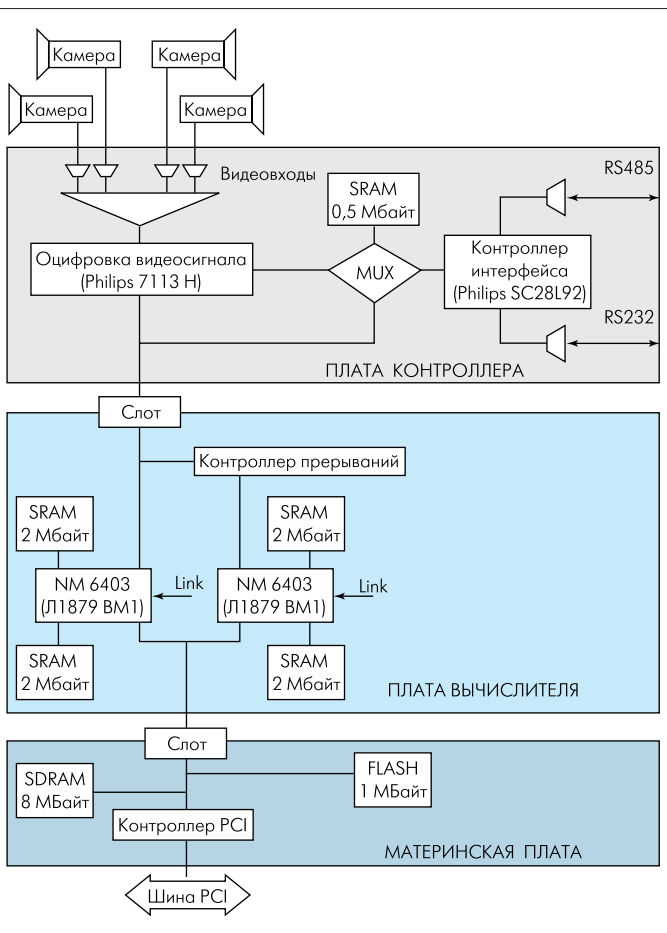 Камера
Камера
Камера
Камера
Видеовходы
RS485
SRAM
0,5 Мбайт
Оцифровка видеосигнала
(Philips 7113 H)
MUX
Контроллер
интерфейса
(Philips SC28L92)
RS232
ПЛАТА КОНТРОЛЛЕРА
Слот
Контроллер прерываний
SRAM
2 Мбайт
SRAM
2 Мбайт
NM 6403
(Л1879 ВМ1)
Link
NM 6403
(Л1879 ВМ1)
Link
SRAM
2 Мбайт
SRAM
2 Мбайт
ПЛАТА ВЫЧИСЛИТЕЛЯ
Слот
SDRAM
8 МБайт
FLASH
1 МБайт
Контроллер PCI
МАТЕРИНСКАЯ ПЛАТА
Шина PCI